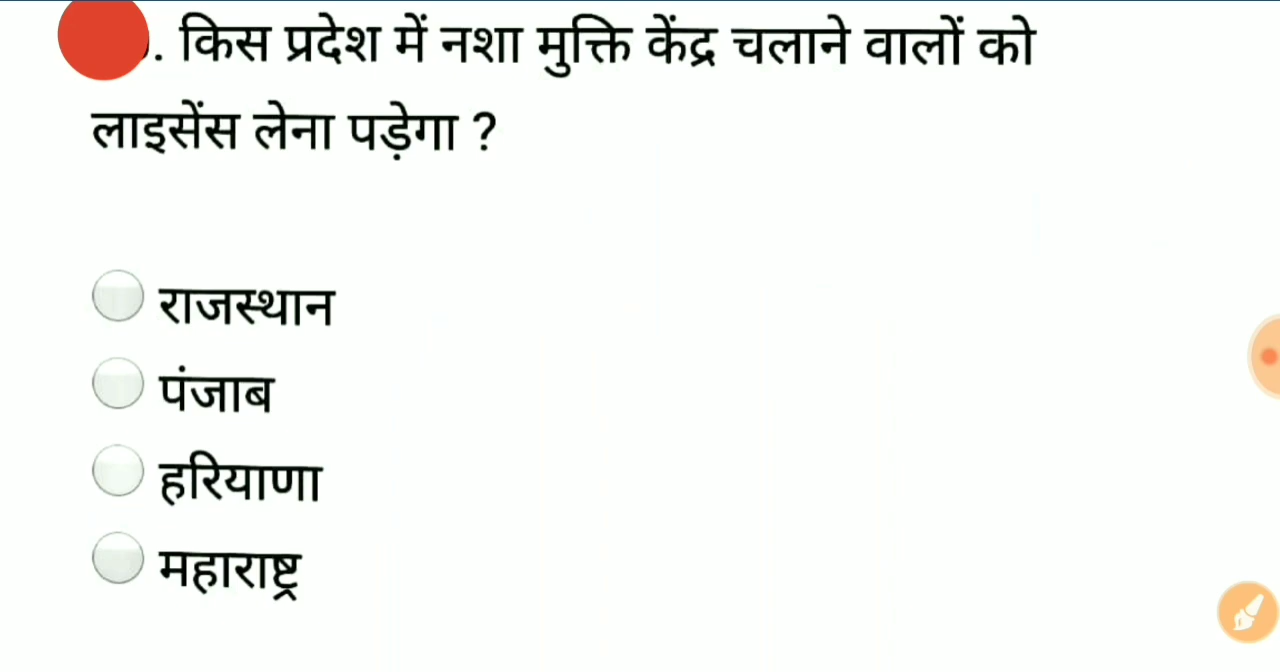 . किस प्रदेश में नशा मुक्ति केंद्र चलाने वालों को
लाइसेंस लेना पड़ेगा ?
राजस्थान
पंजाब
हरियाणा
महाराष्ट्र